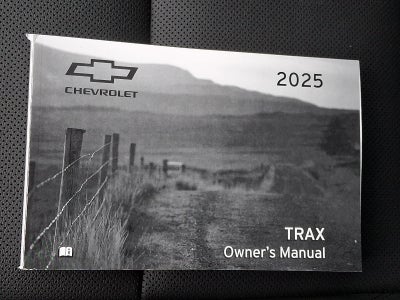 CHEVROLET
2025
TRAX
Owner's Manual